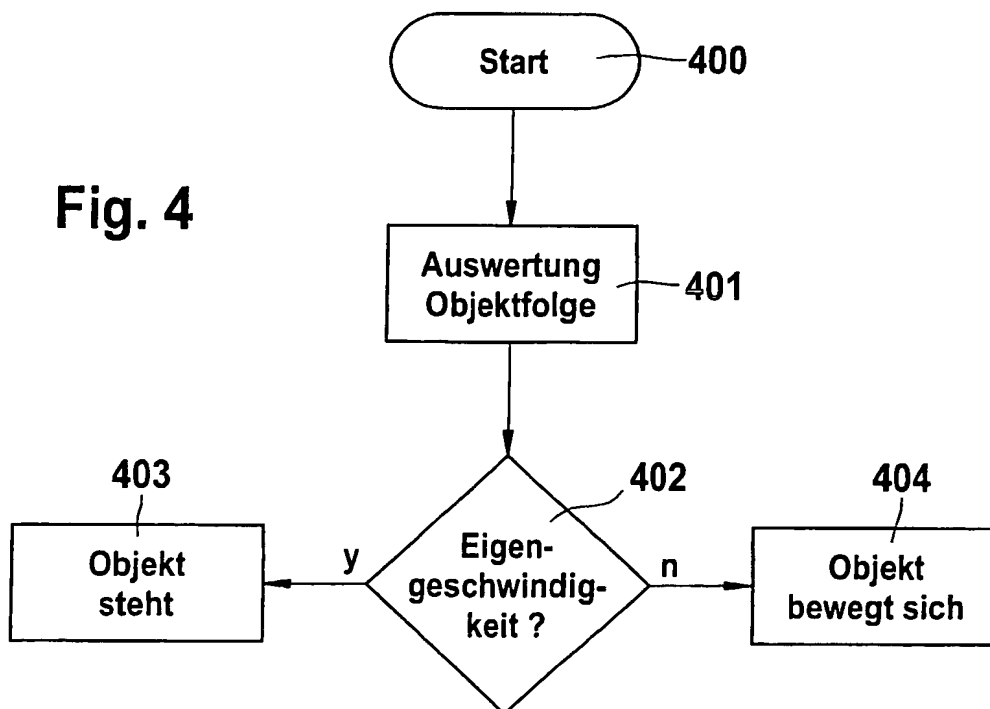 Start
400
Fig. 4
Auswertung
Objektfolge
401
403
402
404
Objekt
steht
y
Eigen-
geschwindig-
keit ?
n
Objekt
bewegt sich